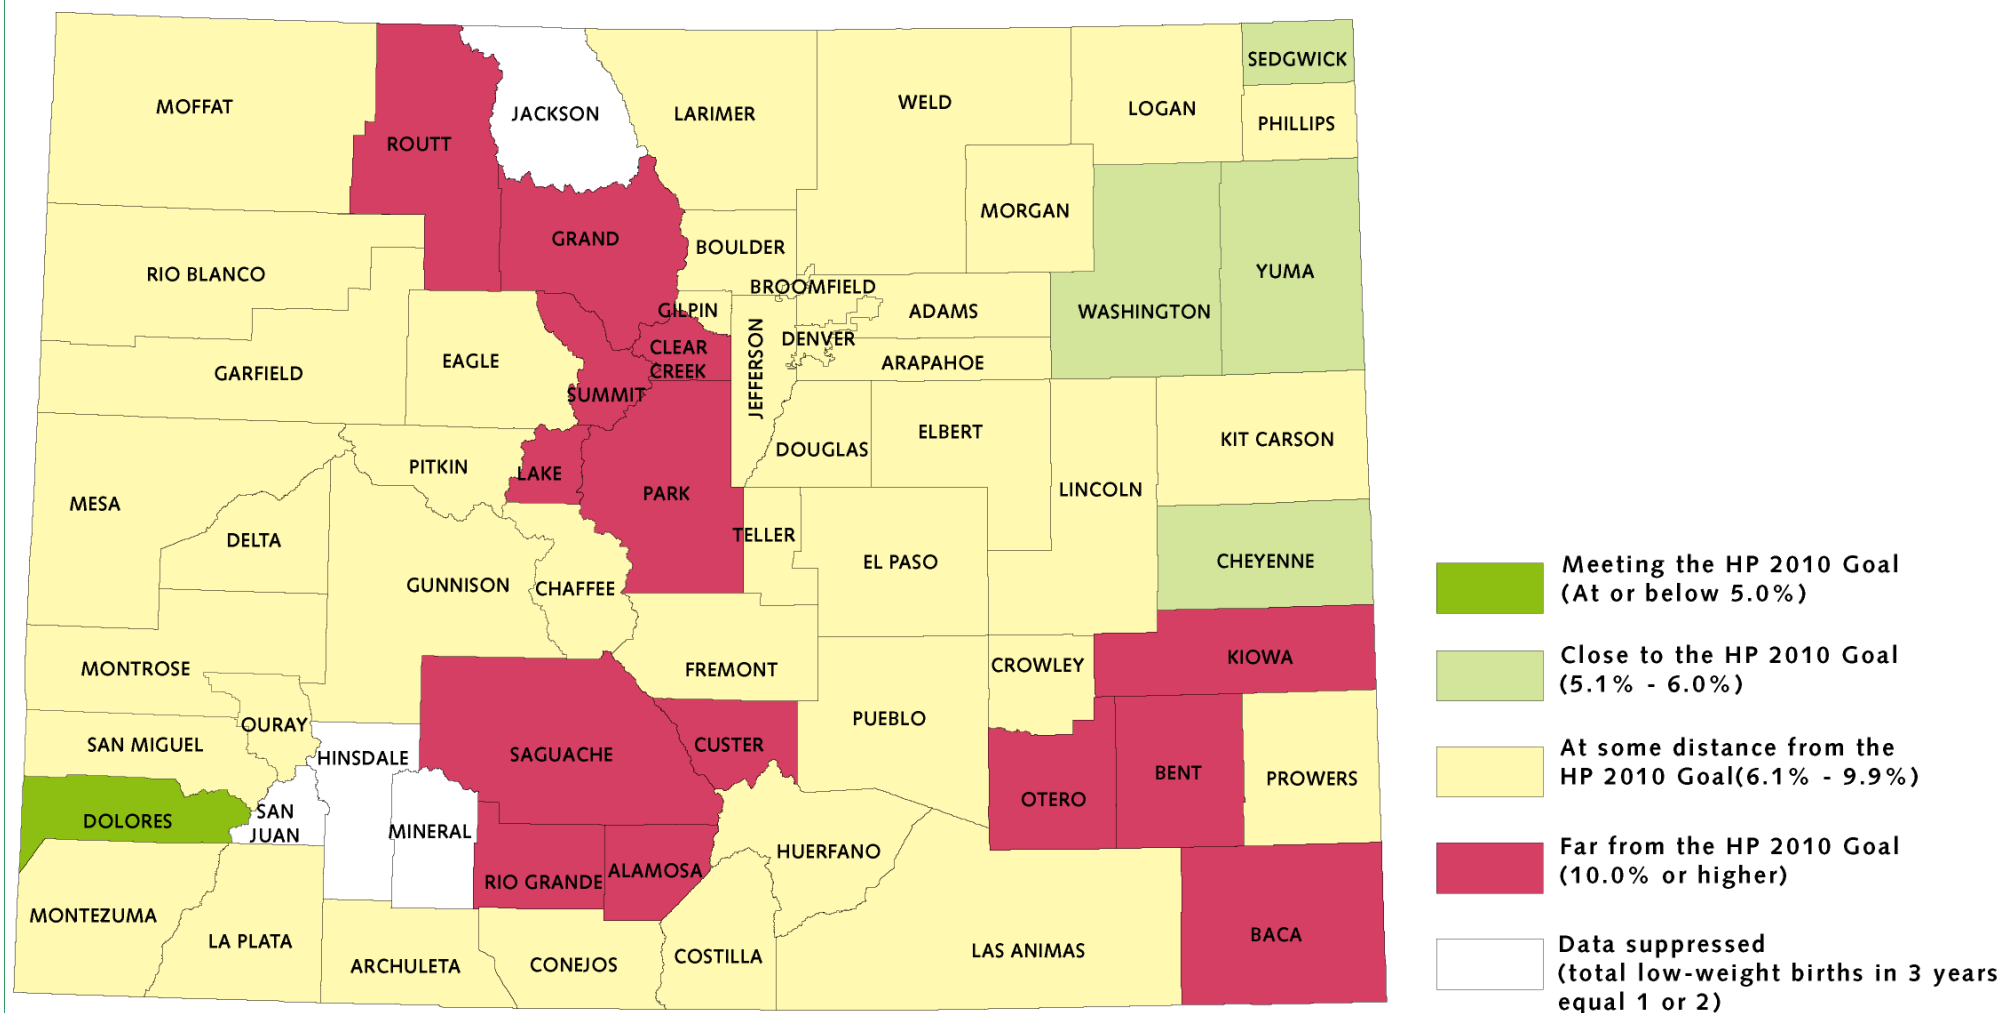 SEDGWICK
MOFFAT
JACKSON
LARIMER
WELD
LOGAN
PHILLIPS
ROUTT
MORGAN
GRAND
BOULDER
RIO BLANCO
YUMA
BROOMFIELD
GILPIN
ADAMS
WASHINGTON
DENVER
CLEAR
CREEK
JEFFERSON
ARAPAHOE
EAGLE
GARFIELD
SUMMIT
ELBERT
KIT CARSON
DOUGLAS
PITKIN
LAKE
PARK
LINCOLN
MESA
TELLER
DELTA
EL PASO
CHEYENNE
GUNNISON
CHAFFEE
MONTROSE
FREMONT
CROWLEY
KIOWA
OURAY
PUEBLO
SAN MIGUEL
HINSDALE
SAGUACHE
CUSTER
BENT
PROWERS
OTERO
DOLORES
SAN
JUAN
MINERAL
HUERFANO
RIO GRANDE
ALAMOSA
MONTEZUMA
LA PLATA
ARCHULETA
CONEJOS
COSTILLA
LAS ANIMAS
BACA
Meeting the HP 2010 Goal
(At or below 5.0%)
Close to the HP 2010 Goal
(5.1% - 6.0%)
At some distance from the
HP 2010 Goal(6.1% - 9.9%)
Far from the HP 2010 Goal
(10.0% or higher)
Data suppressed
(total low-weight births in 3 years
equal 1 or 2)